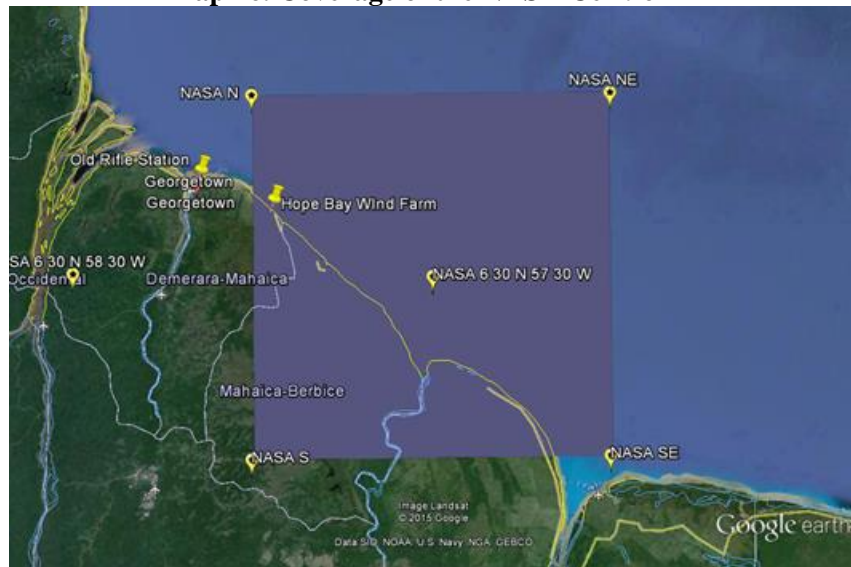 NASA N
NASA NE
Old Rifle Station
Georgetown
Georgetown
Hope Bay WInd Farm
SA 6 30 N 58 30 W
Occidental
Demerara-Mahaica
NASA 6 30 N 57 30 W
Mahaica-Berbice
NASA S
NASA SE
Image Landsat
© 2015 Google
Data SIO, NOAA, U.S. Navy, NGA, GEBCO
Google earth